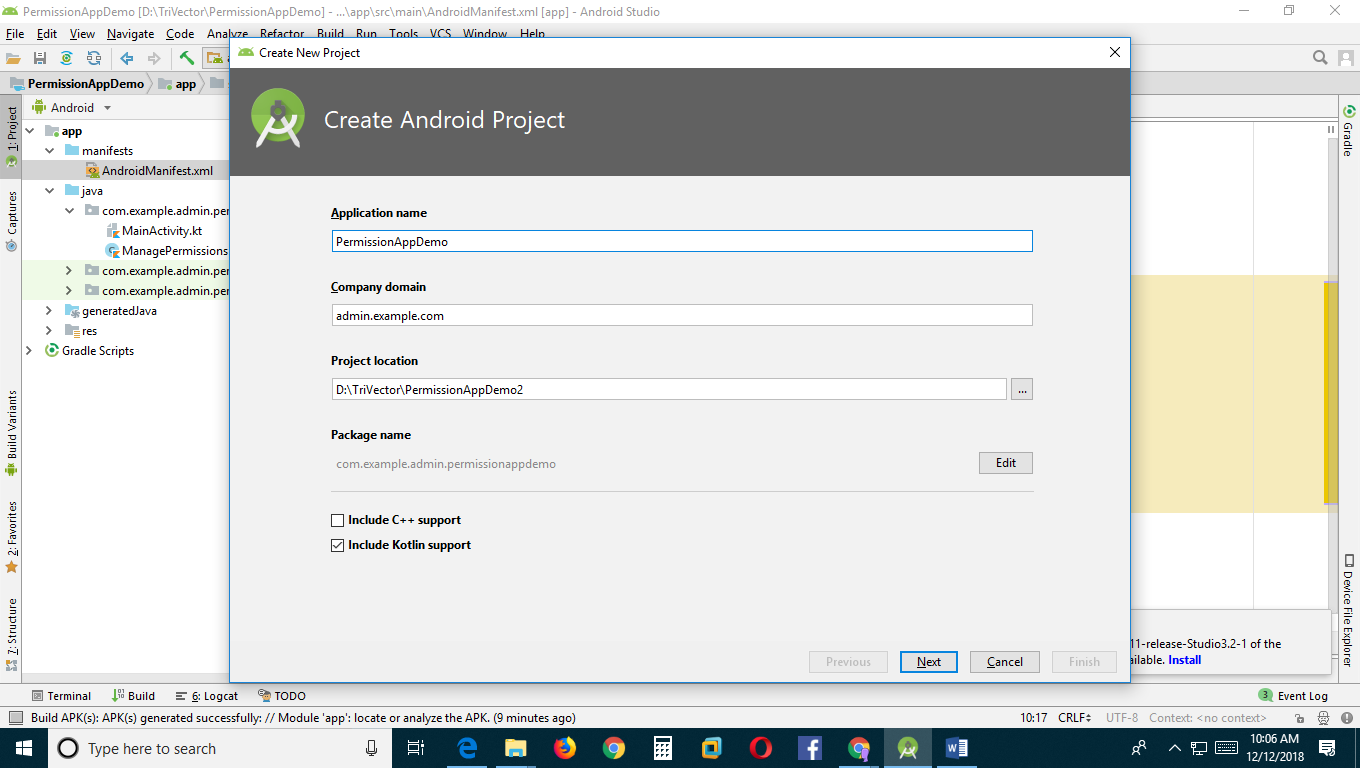 PermissionAppDemo [D:\TriVector\PermissionAppDemo] - ...\app\src\main\AndroidManifest.xml [app] - Android Studio
File Edit View Navigate Code Analyze Refactor Build Run Tools VCS Window Help
Create New Project
PermissionAppDemo app
Android
1: Project
Captures
Build Variants
2: Favorites
7: Structure
app
manifests
AndroidManifest.xml
java
com.example.admin.per
MainActivity.kt
ManagePermissions
com.example.admin.per
com.example.admin.per
generatedJava
res
Gradle Scripts
Create Android Project
Application name
PermissionAppDemo
Company domain
admin.example.com
Project location
D:\TriVector\PermissionAppDemo2
...
Package name
com.example.admin.permissionappdemo
Edit
Include C++ support
Include Kotlin support
Previous Next Cancel Finish
Gradle
Device File Explorer
11-release-Studio3.2-1 of the
ailable. Install
Terminal Build 6: Logcat TODO
3 Event Log
Build APK(s): APK(s) generated successfully: // Module 'app': locate or analyze the APK. (9 minutes ago)
10:17 CRLF UTF-8 Context: <no context>
Type here to search
10:06 AM
12/12/2018